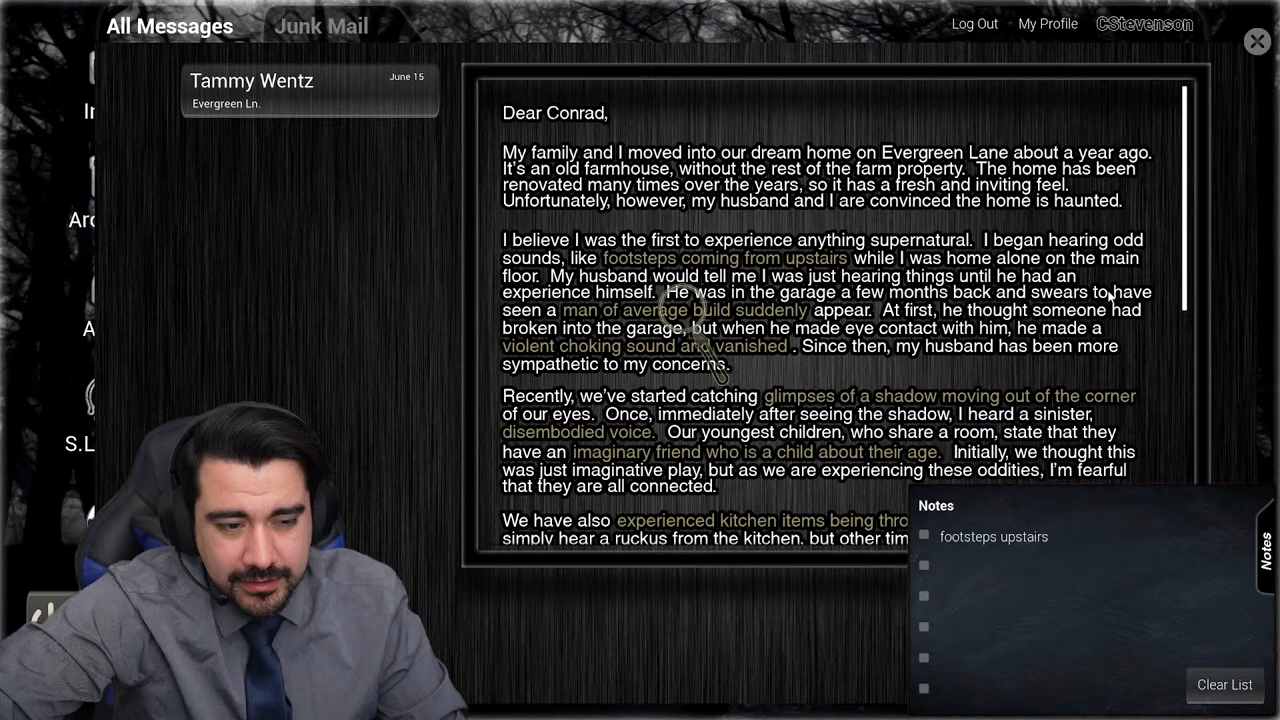 All Messages
Junk Mail
Log Out
My Profile
CStevenson
Tammy Wentz
June 15
Evergreen Ln.
Dear Conrad,
My family and I moved into our dream home on Evergreen Lane about a year ago.
It's an old farmhouse, without the rest of the farm property. The home has been
renovated many times over the years, so it has a fresh and inviting feel.
Unfortunately, however, my husband and I are convinced the home is haunted.
I believe I was the first to experience anything supernatural. I began hearing odd
sounds, like footsteps coming from upstairs while I was home alone on the main
floor. My husband would tell me I was just hearing things until he had an
experience himself. He was in the garage a few months back and swears to have
seen a man of average build suddenly appear. At first, he thought someone had
broken into the garage, but when he made eye contact with him, he made a
violent choking sound and vanished . Since then, my husband has been more
sympathetic to my concerns.
Recently, we've started catching glimpses of a shadow moving out of the corner
of our eyes. Once, immediately after seeing the shadow, I heard a sinister,
disembodied voice. Our youngest children, who share a room, state that they
have an imaginary friend who is a child about their age. Initially, we thought this
was just imaginative play, but as we are experiencing these oddities, I'm fearful
that they are all connected.
We have also experienced kitchen items being thro
simply hear a ruckus from the kitchen, but other tim
S.L
Notes
footsteps upstairs
Notes
Clear List